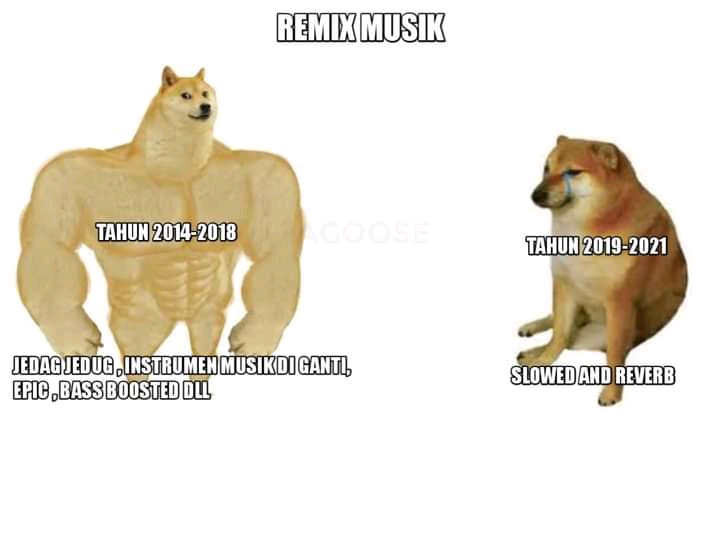 REMIX MUSIK
TAHUN 2014-2018
AGOOSE
TAHUN 2019-2021
JEDAG JEDUG , INSTRUMEN MUSIK DI GANTI,
EPIC , BASS BOOSTED DLL
SLOWED AND REVERB